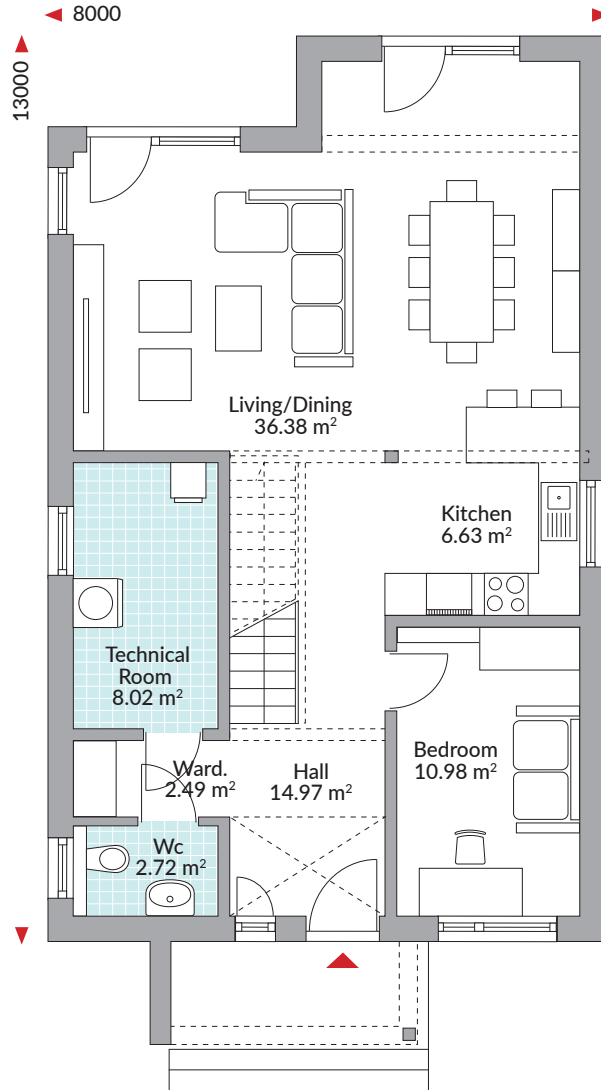 8000
13000
Living/Dining
36.38 m²
Kitchen
6.63 m²
Technical
Room
8.02 m²
Ward.
2.49 m²
Hall
14.97 m²
Bedroom
10.98 m²
Wc
2.72 m²